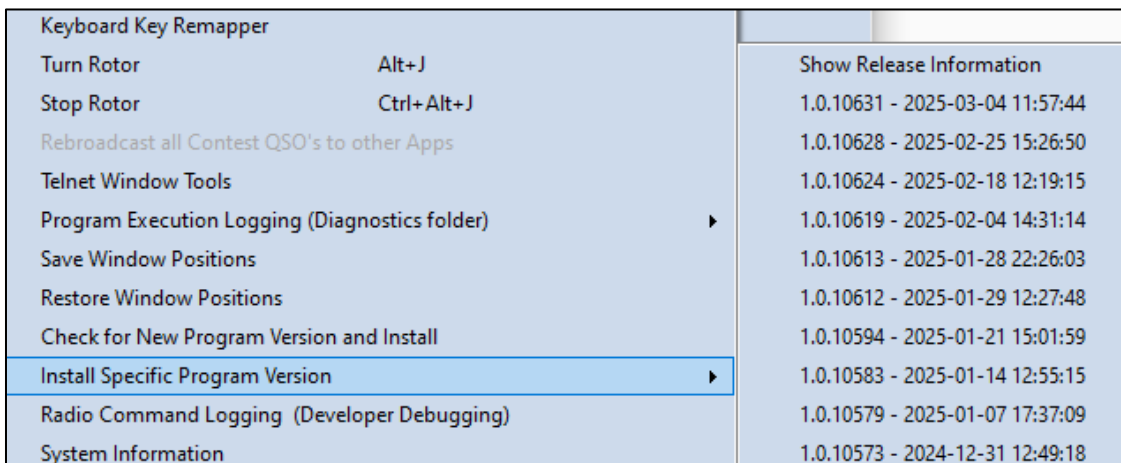 Keyboard Key Remapper
Turn Rotor Alt+J
Stop Rotor Ctrl+Alt+J
Rebroadcast all Contest QSO's to other Apps
Telnet Window Tools
Program Execution Logging (Diagnostics folder)
Save Window Positions
Restore Window Positions
Check for New Program Version and Install
Install Specific Program Version
Radio Command Logging  (Developer Debugging)
System Information
Show Release Information
1.0.10631 - 2025-03-04 11:57:44
1.0.10628 - 2025-02-25 15:26:50
1.0.10624 - 2025-02-18 12:19:15
1.0.10619 - 2025-02-04 14:31:14
1.0.10613 - 2025-01-28 22:26:03
1.0.10612 - 2025-01-29 12:27:48
1.0.10594 - 2025-01-21 15:01:59
1.0.10583 - 2025-01-14 12:55:15
1.0.10579 - 2025-01-07 17:37:09
1.0.10573 - 2024-12-31 12:49:18